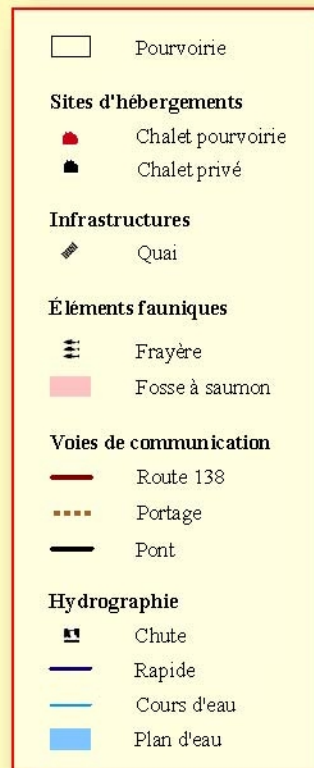 Pourvoirie
Sites d'hébergements
Chalet pourvoirie
Chalet privé
Infrastructures
Quai
Éléments fauniques
Frayère
Fosse à saumon
Voies de communication
Route 138
Portage
Pont
Hydrographie
Chute
Rapide
Cours d'eau
Plan d'eau